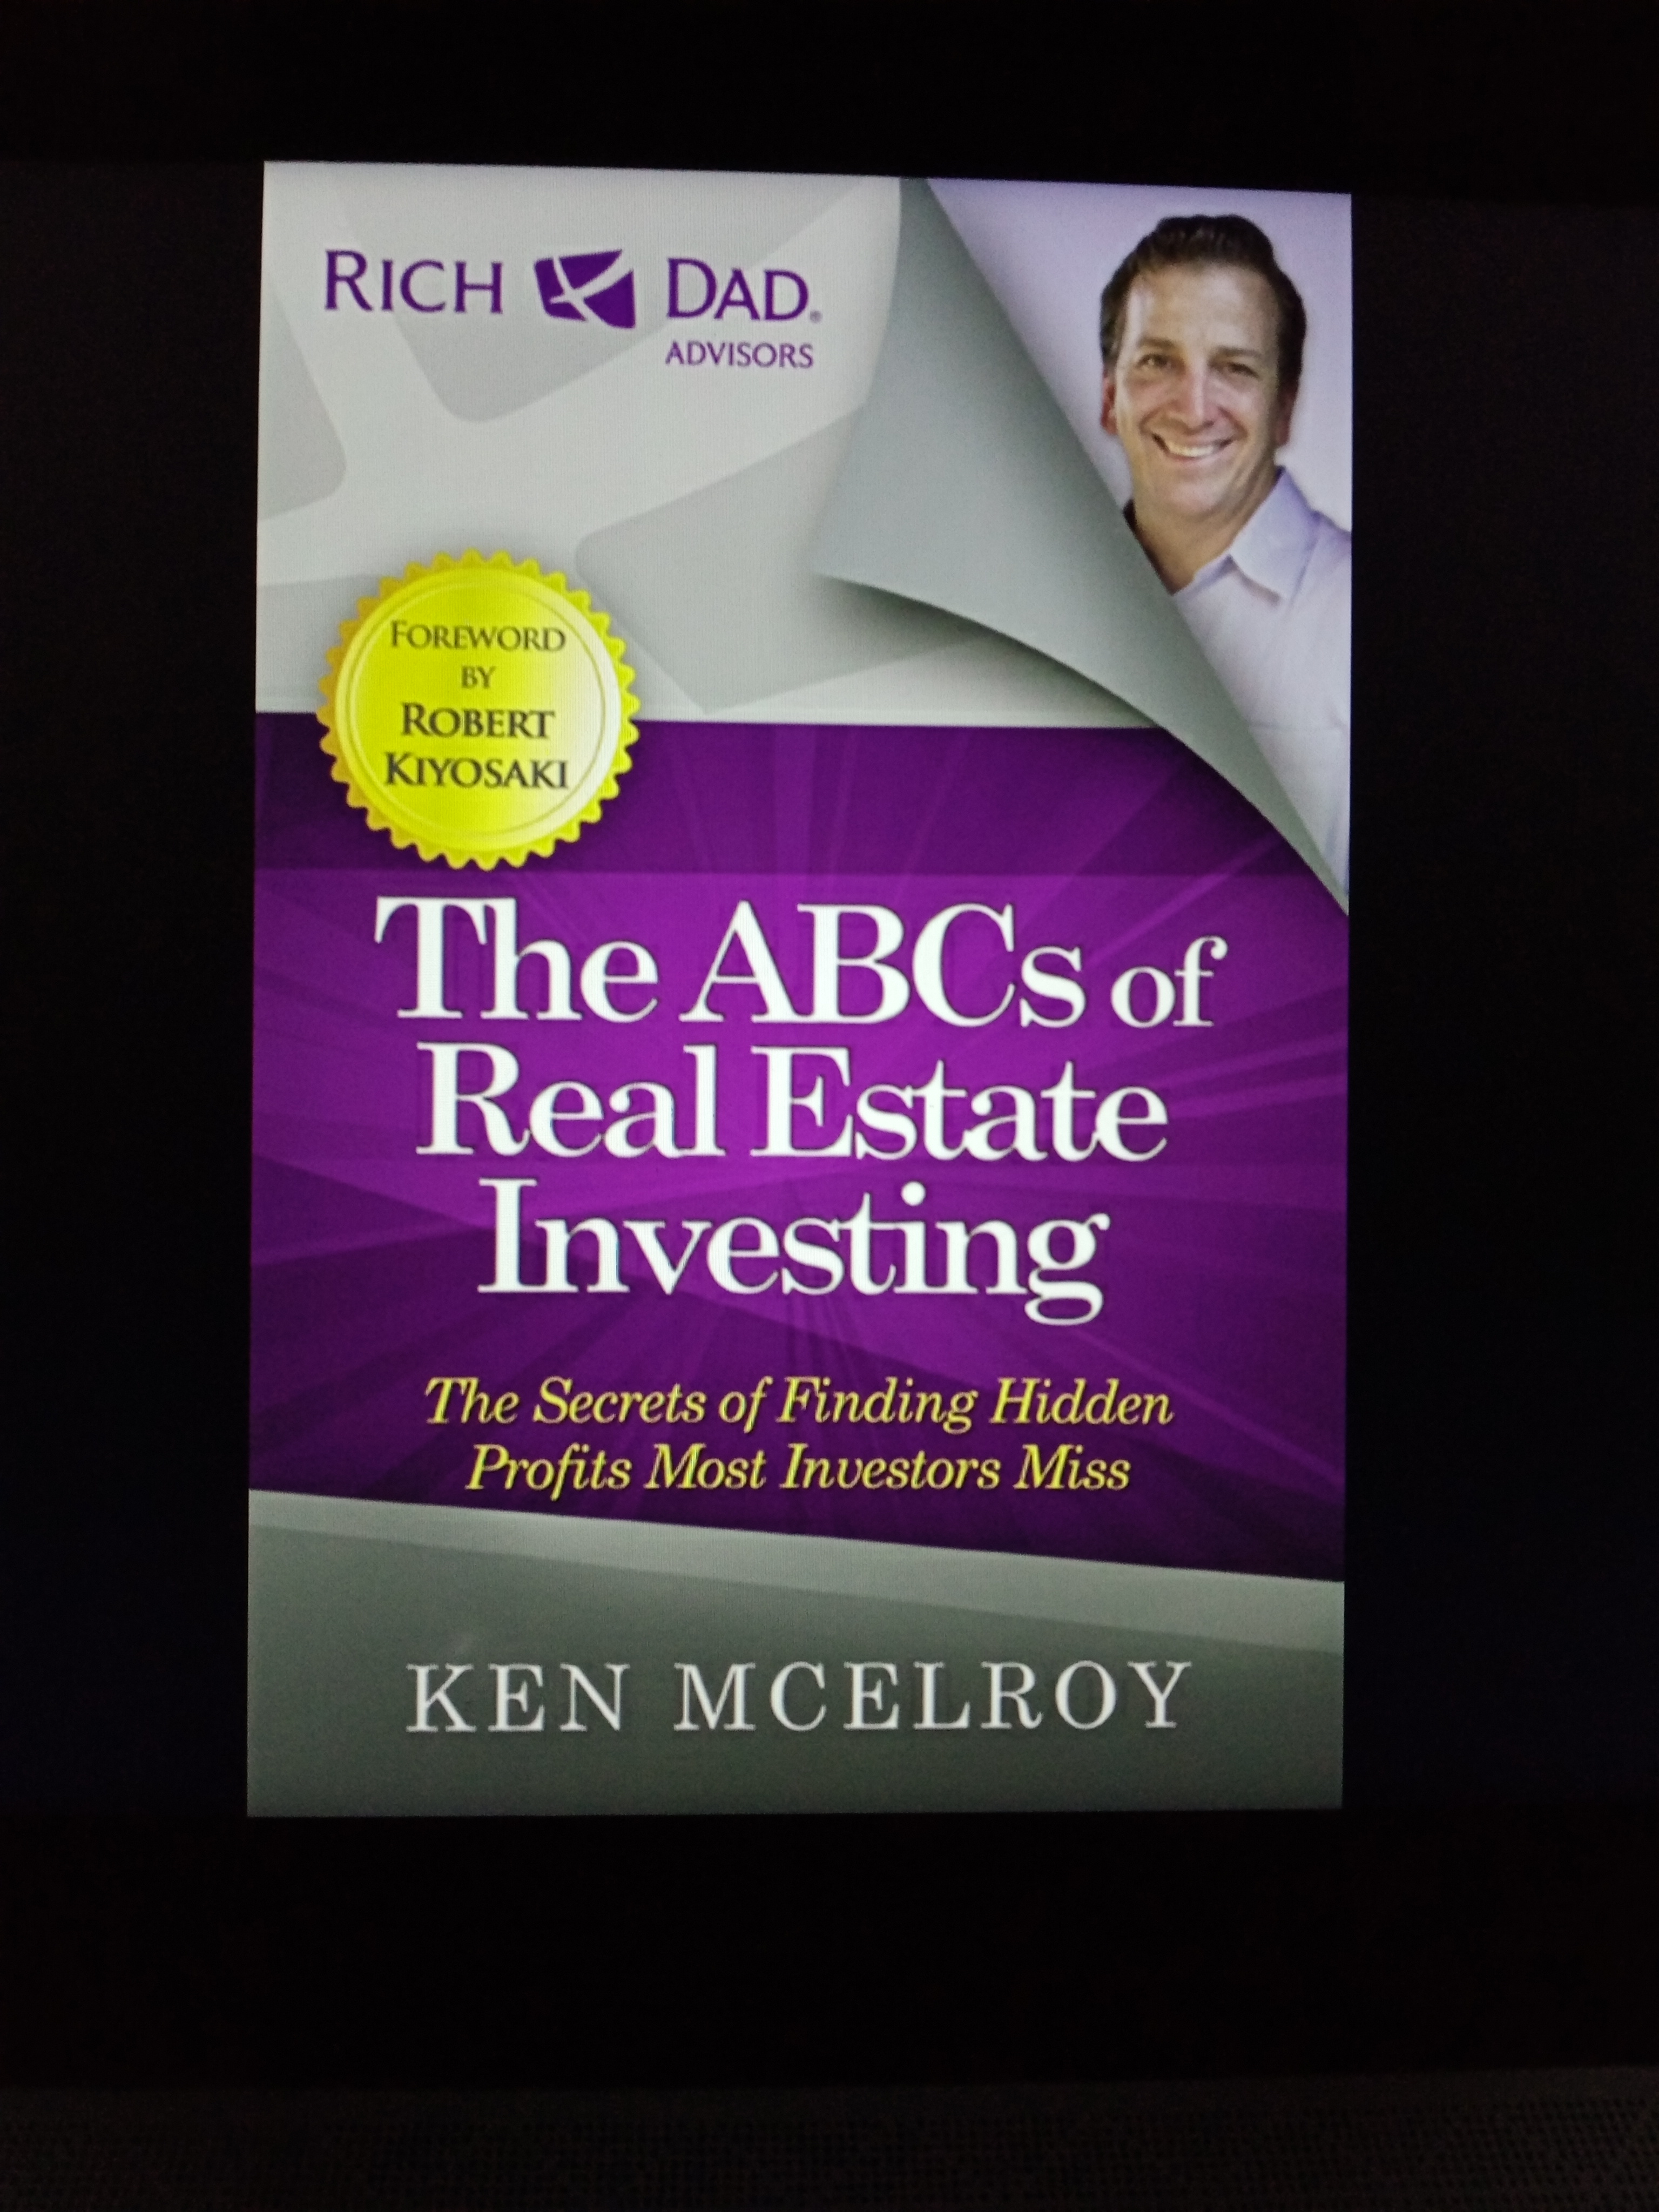 RICH DAD®
ADVISORS
FOREWORD
BY
ROBERT
KIYOSAKI
The ABCs of
Real Estate
Investing
The Secrets of Finding Hidden
Profits Most Investors Miss
KEN MCELROY